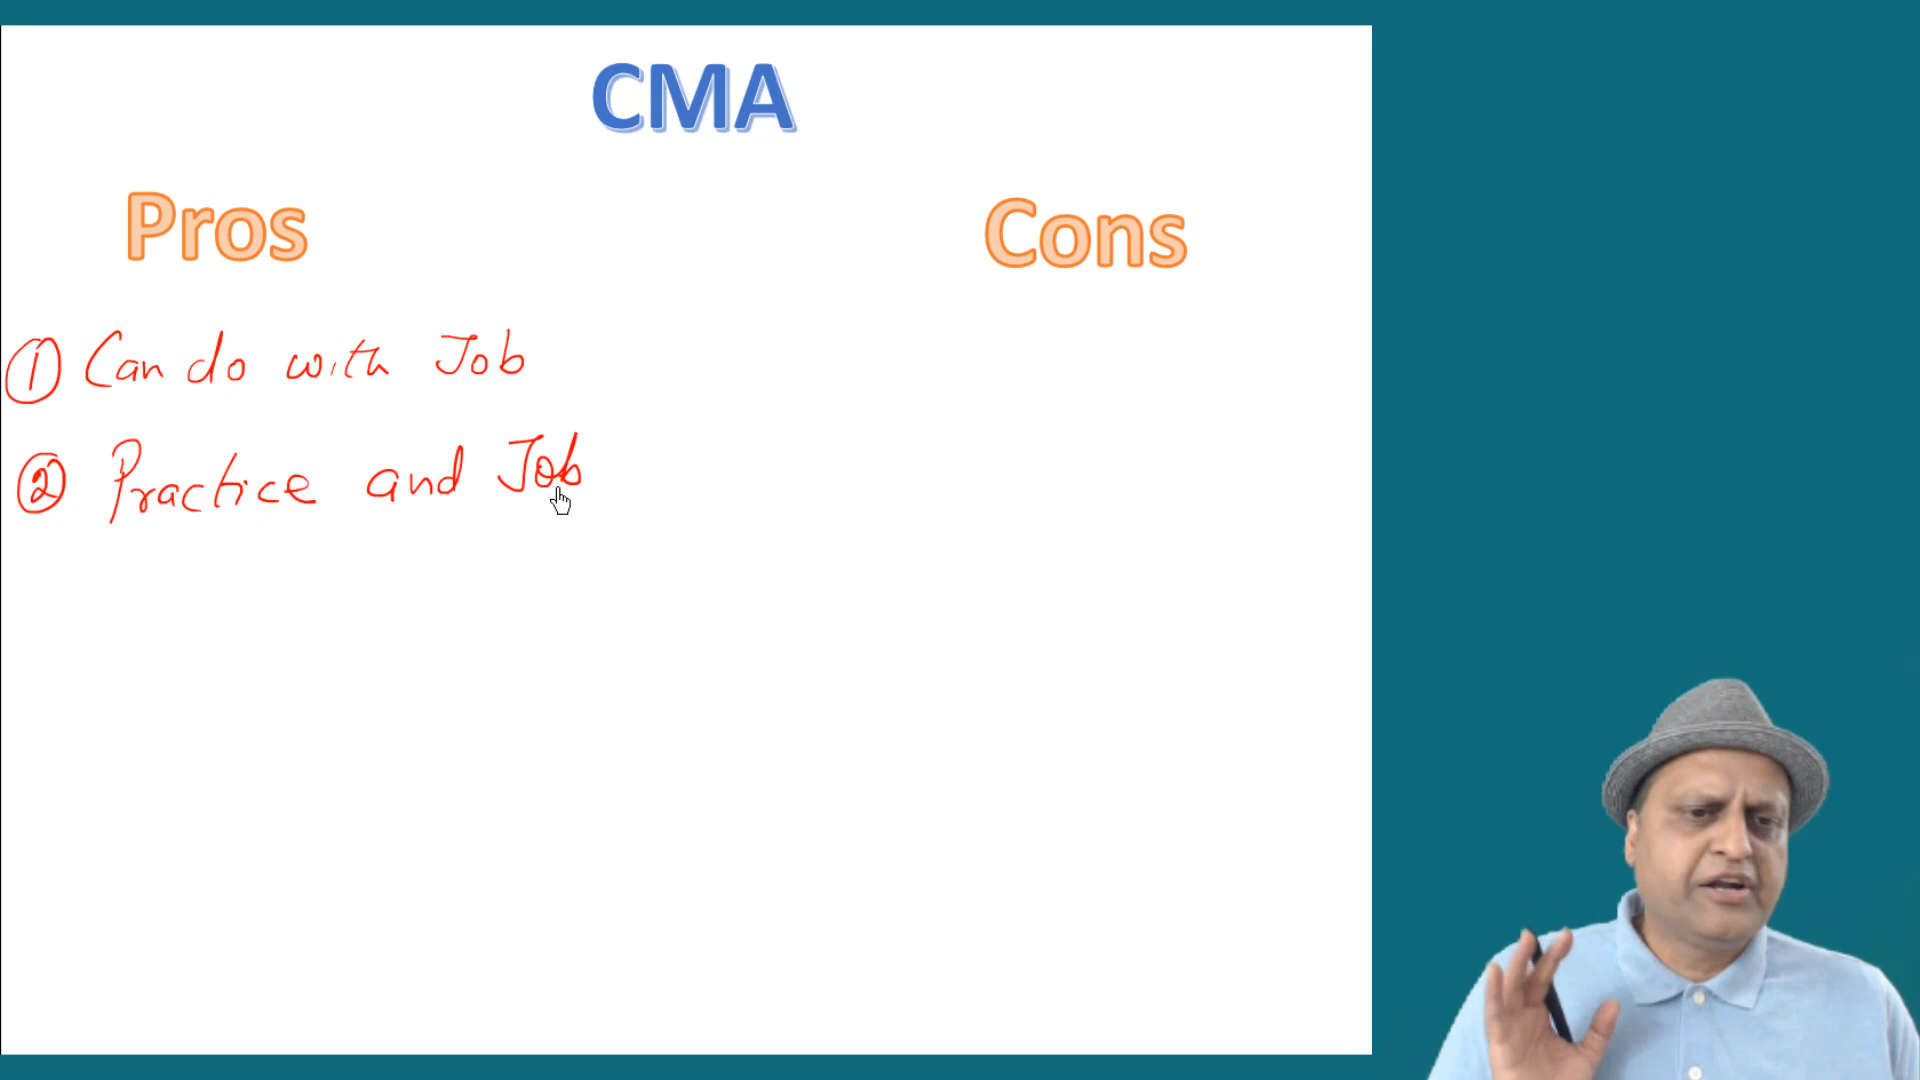 CMA
Pros
Cons
① Can do with Job
② Practice and Job